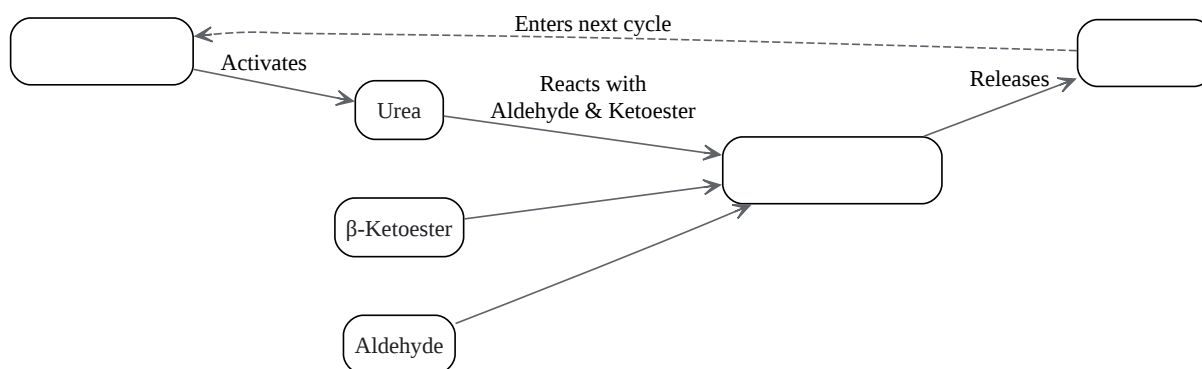 Enters next cycle
Activates
Urea
Reacts with
Aldehyde & Ketoester
Releases
β-Ketoester
Aldehyde